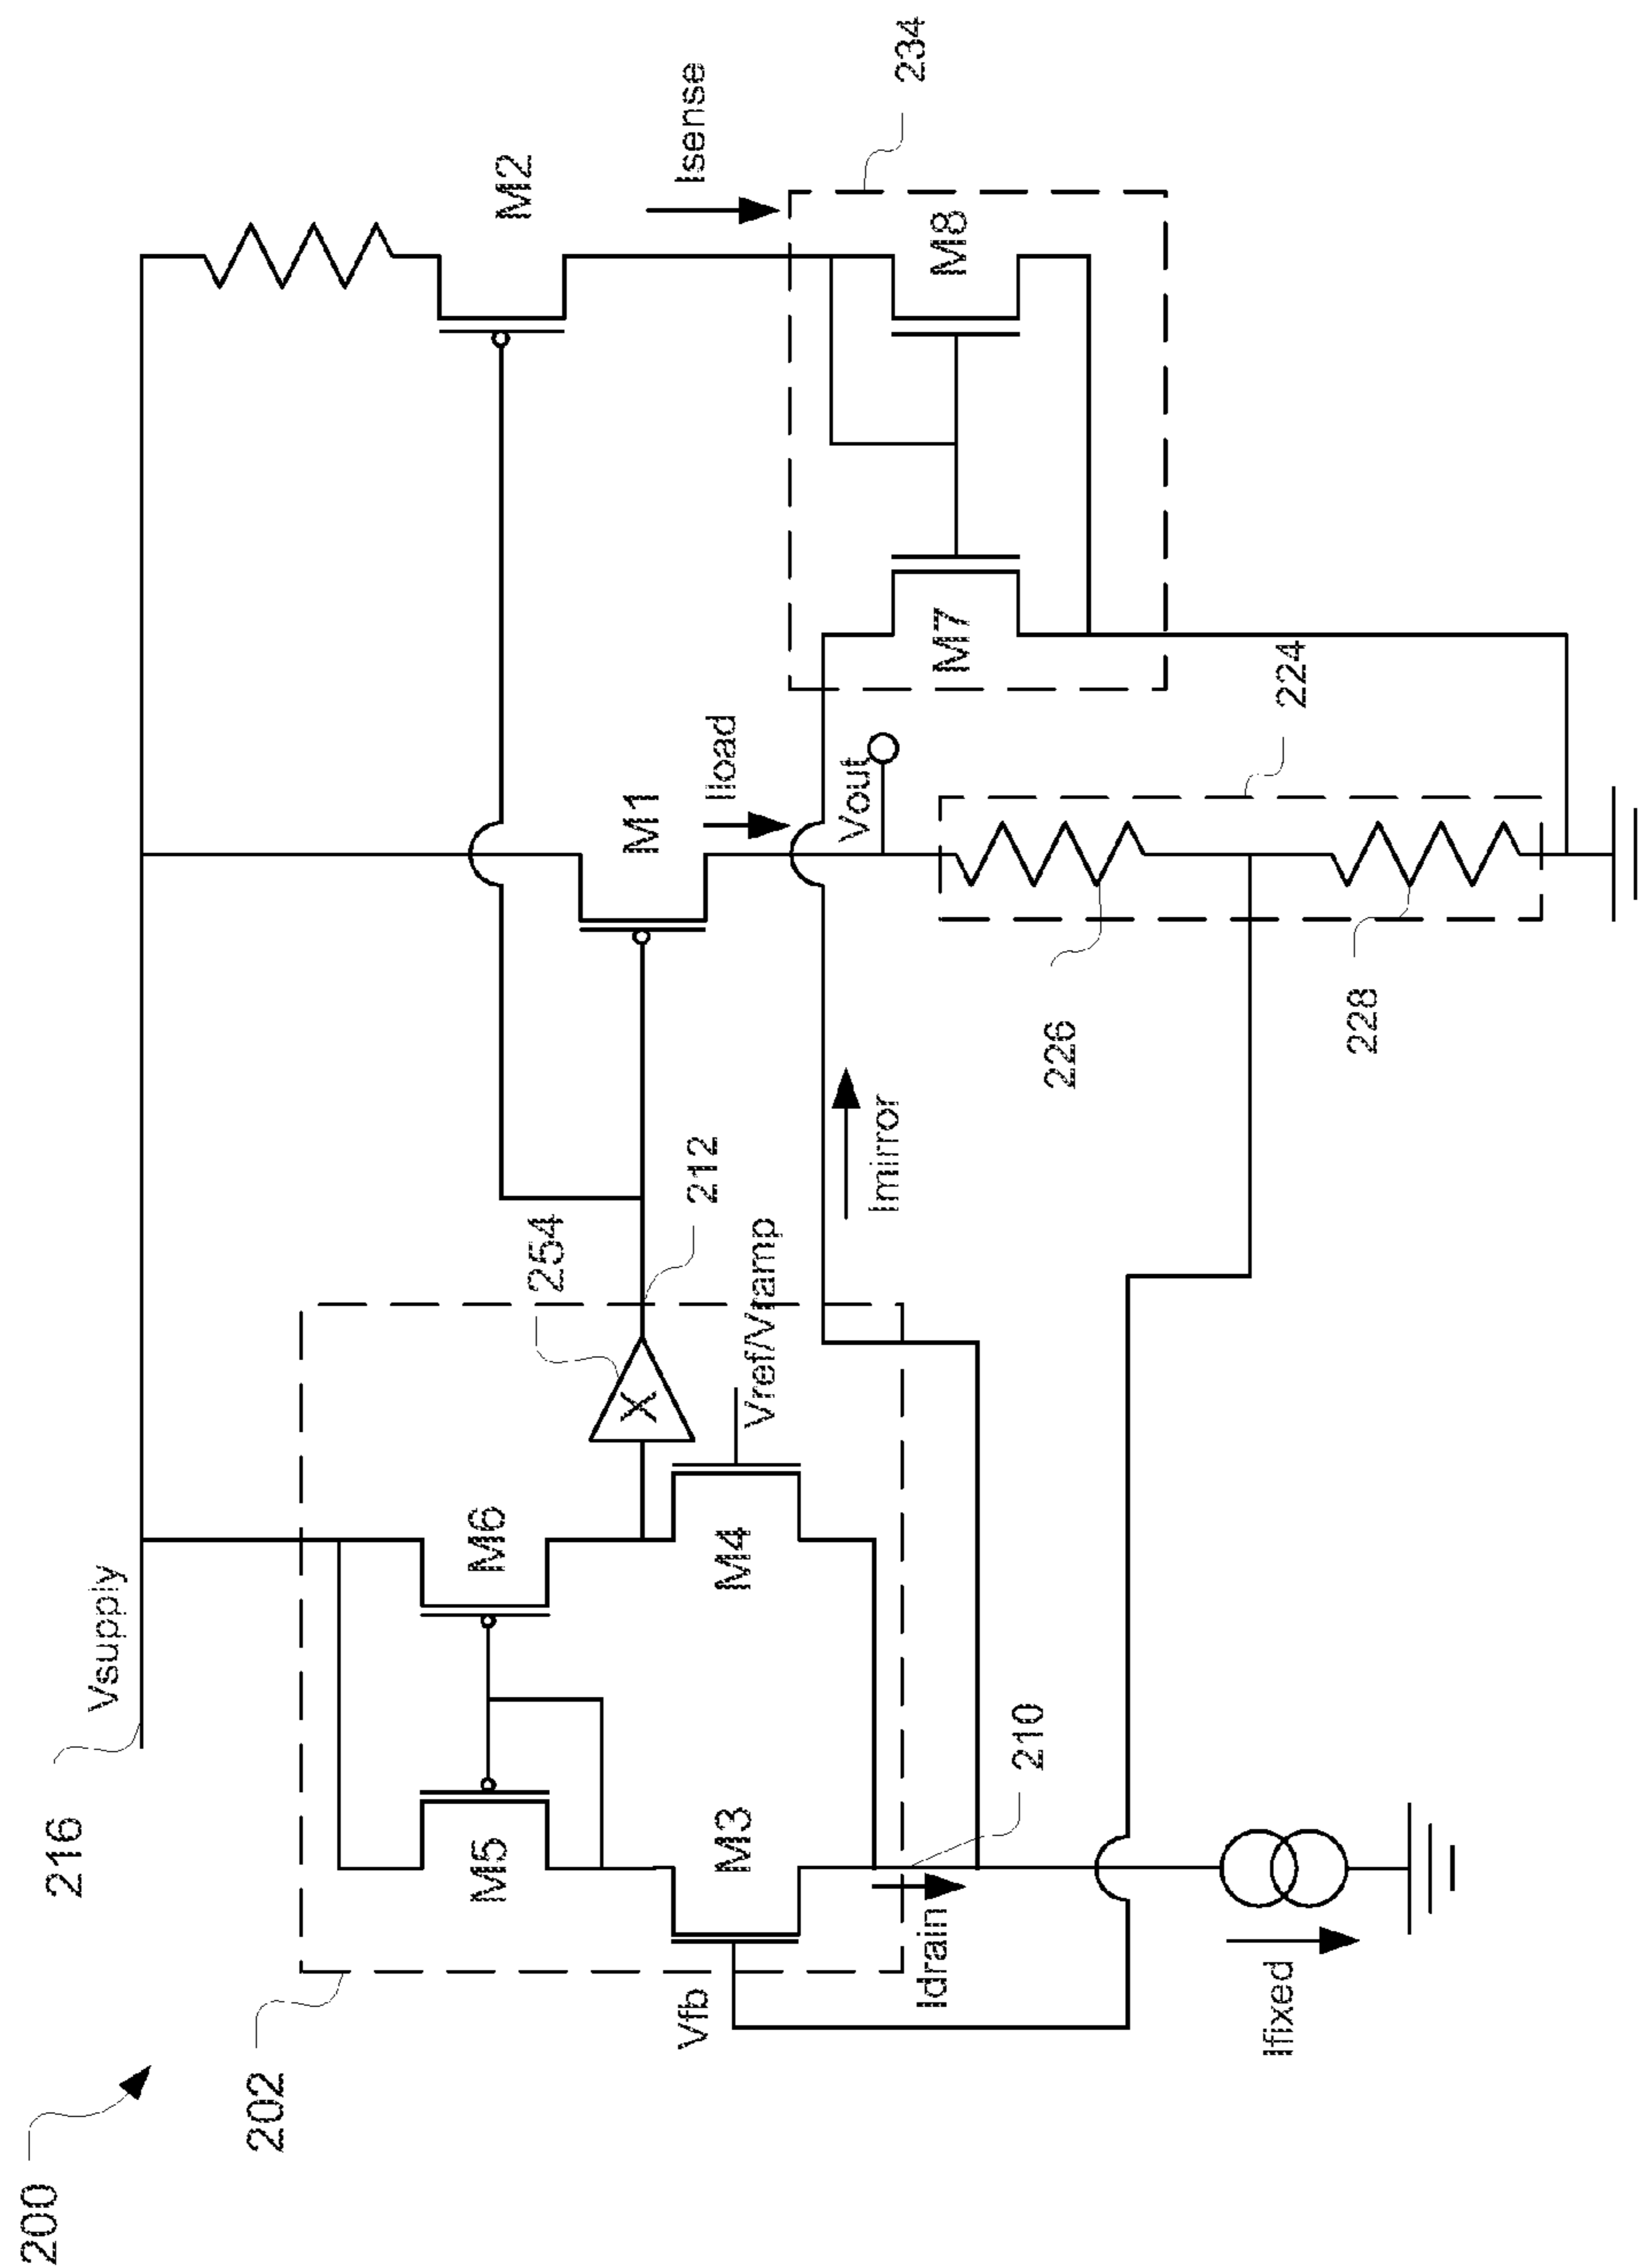 200
202
216
Vsupply
M5
M6
M3
M4
Vfb
Idrain
210
Ifixed
254
X
212
Vref/Vramp
Imirror
M1
Iload
Vout
226
228
224
M2
Isense
234
M7
M8